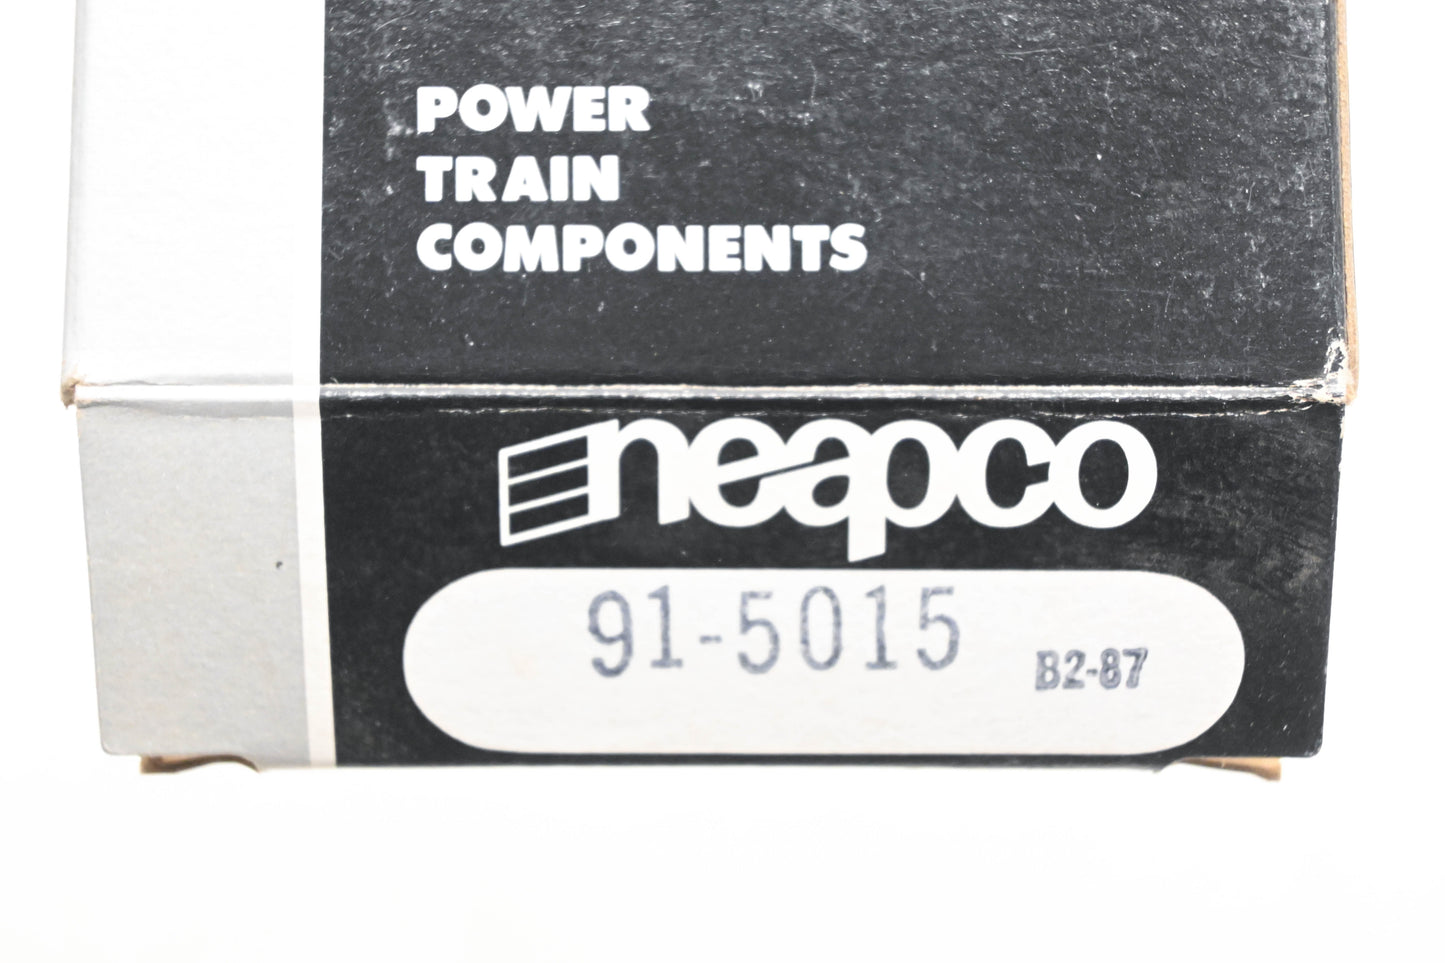 POWER
TRAIN
COMPONENTS
neapco
91-5015
B2-87